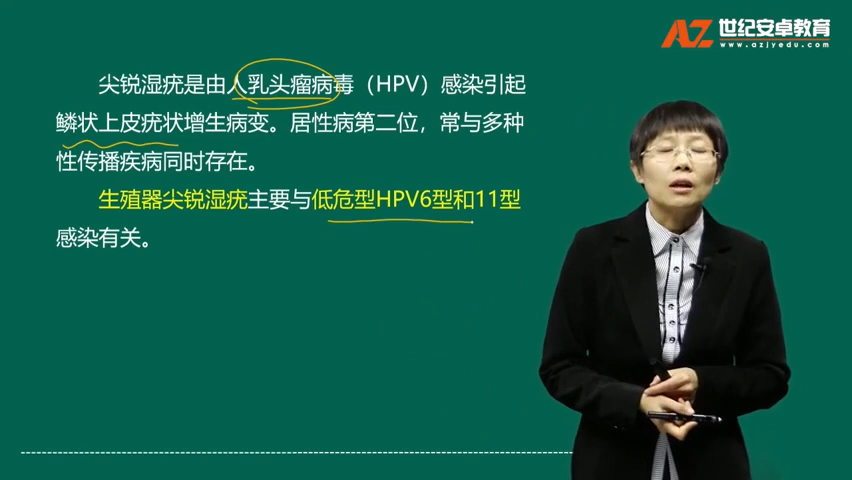 AZ 世纪安卓教育
www.azjyedu.com
尖锐湿疣是由人乳头瘤病毒（HPV）感染引起
鳞状上皮疣状增生病变。居性病第二位，常与多种
性传播疾病同时存在。
生殖器尖锐湿疣主要与低危型HPV6型和11型
感染有关。